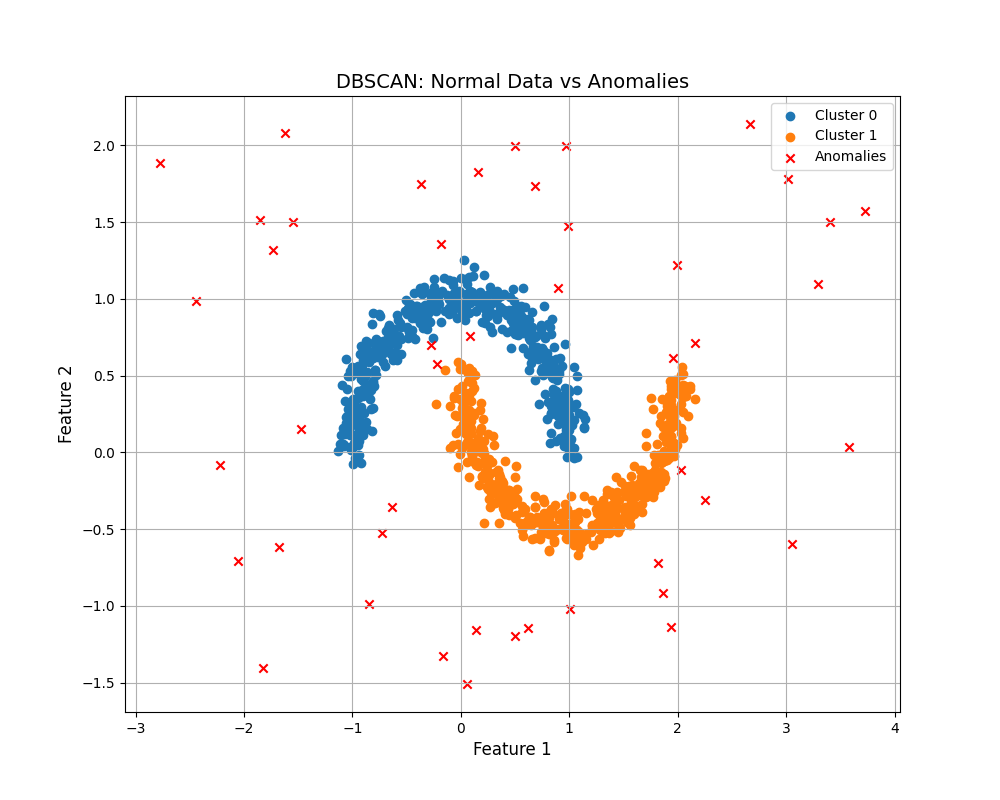 DBSCAN: Normal Data vs Anomalies
Cluster 0
Cluster 1
Anomalies
2.0
1.5
1.0
0.5
0.0
−0.5
−1.0
−1.5
Feature 2
−3
−2
−1
0
1
2
3
4
Feature 1